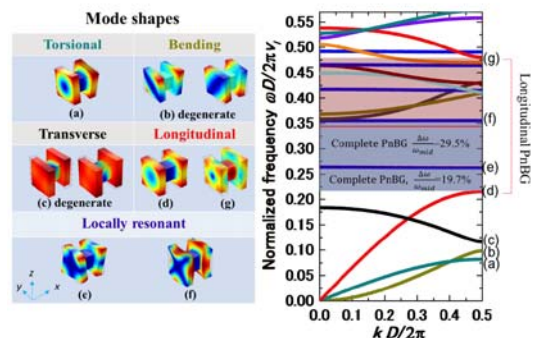 Mode shapes
Torsional Bending
(a) (b) degenerate
Transverse Longitudinal
(c) degenerate (d) (g)
Locally resonant
(e) (f)
z
y x
Normalized frequency ωD/2πv_l
0.55
0.50
0.45
0.40
0.35
0.30
0.25
0.20
0.15
0.10
0.05
0.00
(g)
(f)
Complete PnBG Δω/ω_mid=29.5%
(e)
Complete PnBG, Δω/ω_mid=19.7%
(d)
(c)
(b)
(a)
Longitudinal PnBG
0.0 0.1 0.2 0.3 0.4 0.5
k D/2π